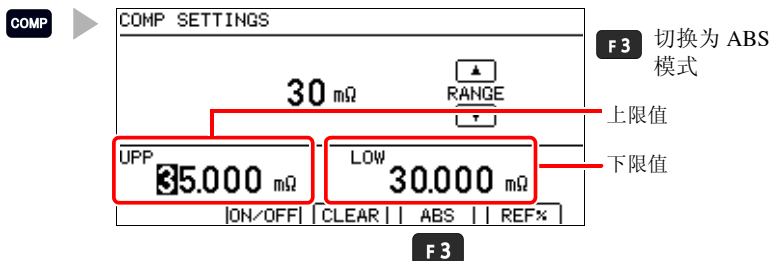 COMP
COMP SETTINGS
30 mΩ
▲
RANGE
▼
UPP
35.000 mΩ
LOW
30.000 mΩ
ON/OFF CLEAR ABS REF%
F3
F3 切换为 ABS
模式
上限值
下限值